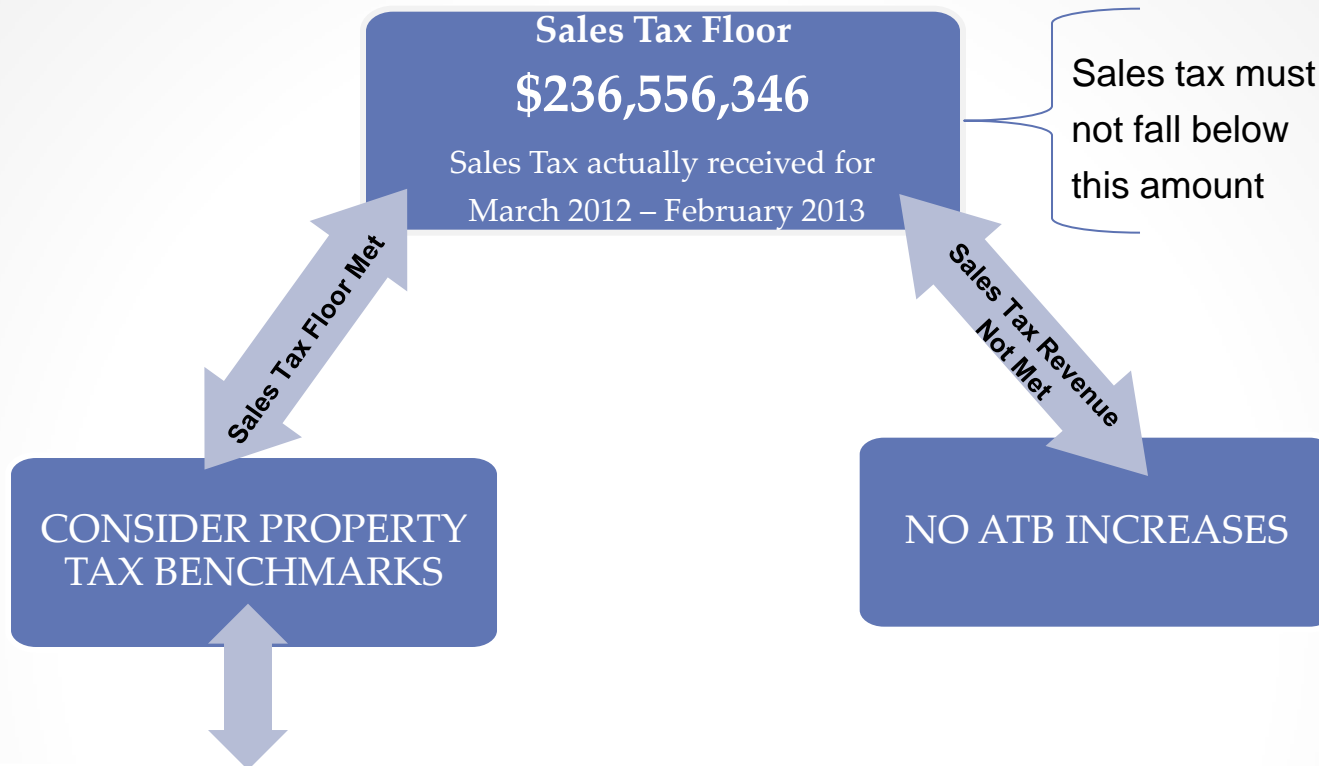 Sales Tax Floor
$236,556,346
Sales Tax actually received for
March 2012 – February 2013
Sales tax must
not fall below
this amount
Sales Tax Floor Met
Sales Tax Revenue
Not Met
CONSIDER PROPERTY
TAX BENCHMARKS
NO ATB INCREASES